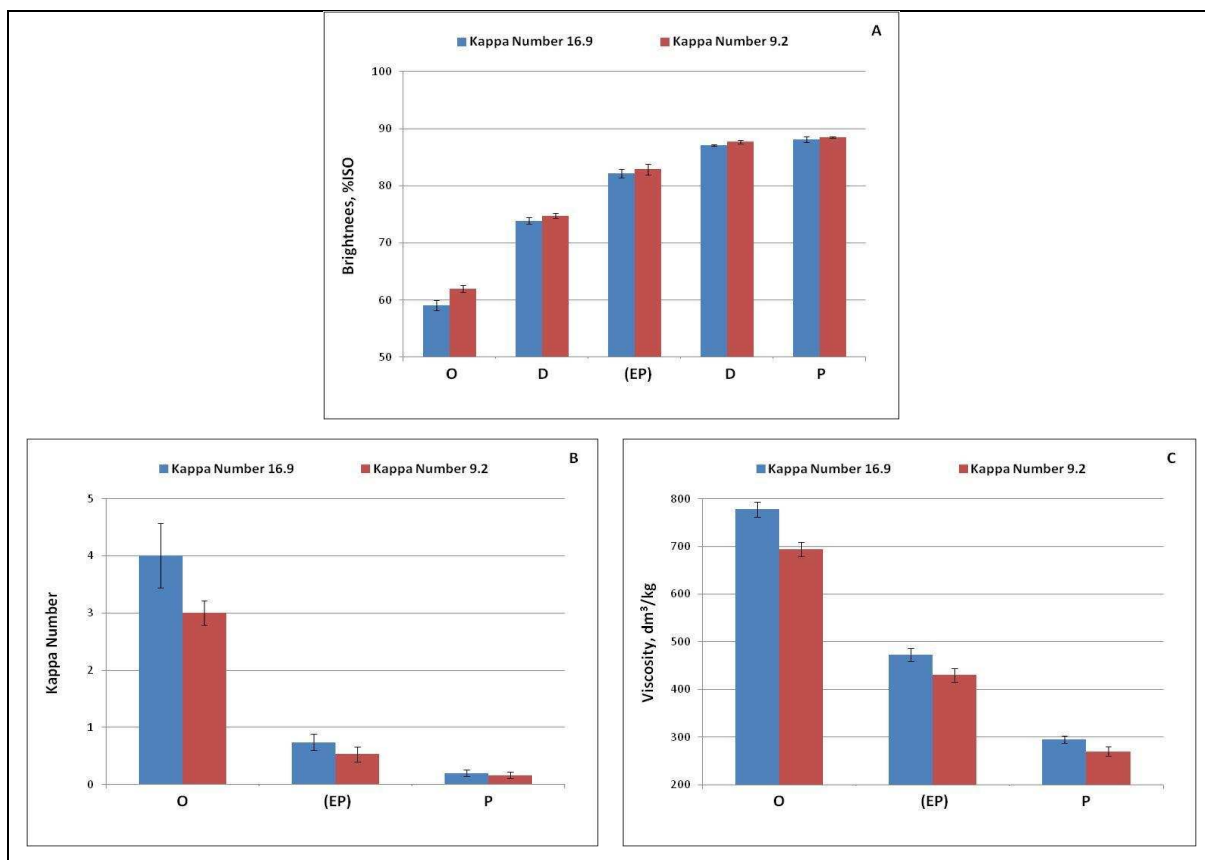 A
Kappa Number 16.9 Kappa Number 9.2
100
90
80
70
60
50
Brightnees, %ISO
O D (EP) D P
B
Kappa Number 16.9 Kappa Number 9.2
5
4
3
2
1
0
Kappa Number
O (EP) P
C
Kappa Number 16.9 Kappa Number 9.2
800
700
600
500
400
300
200
Viscosity, dm³/kg
O (EP) P